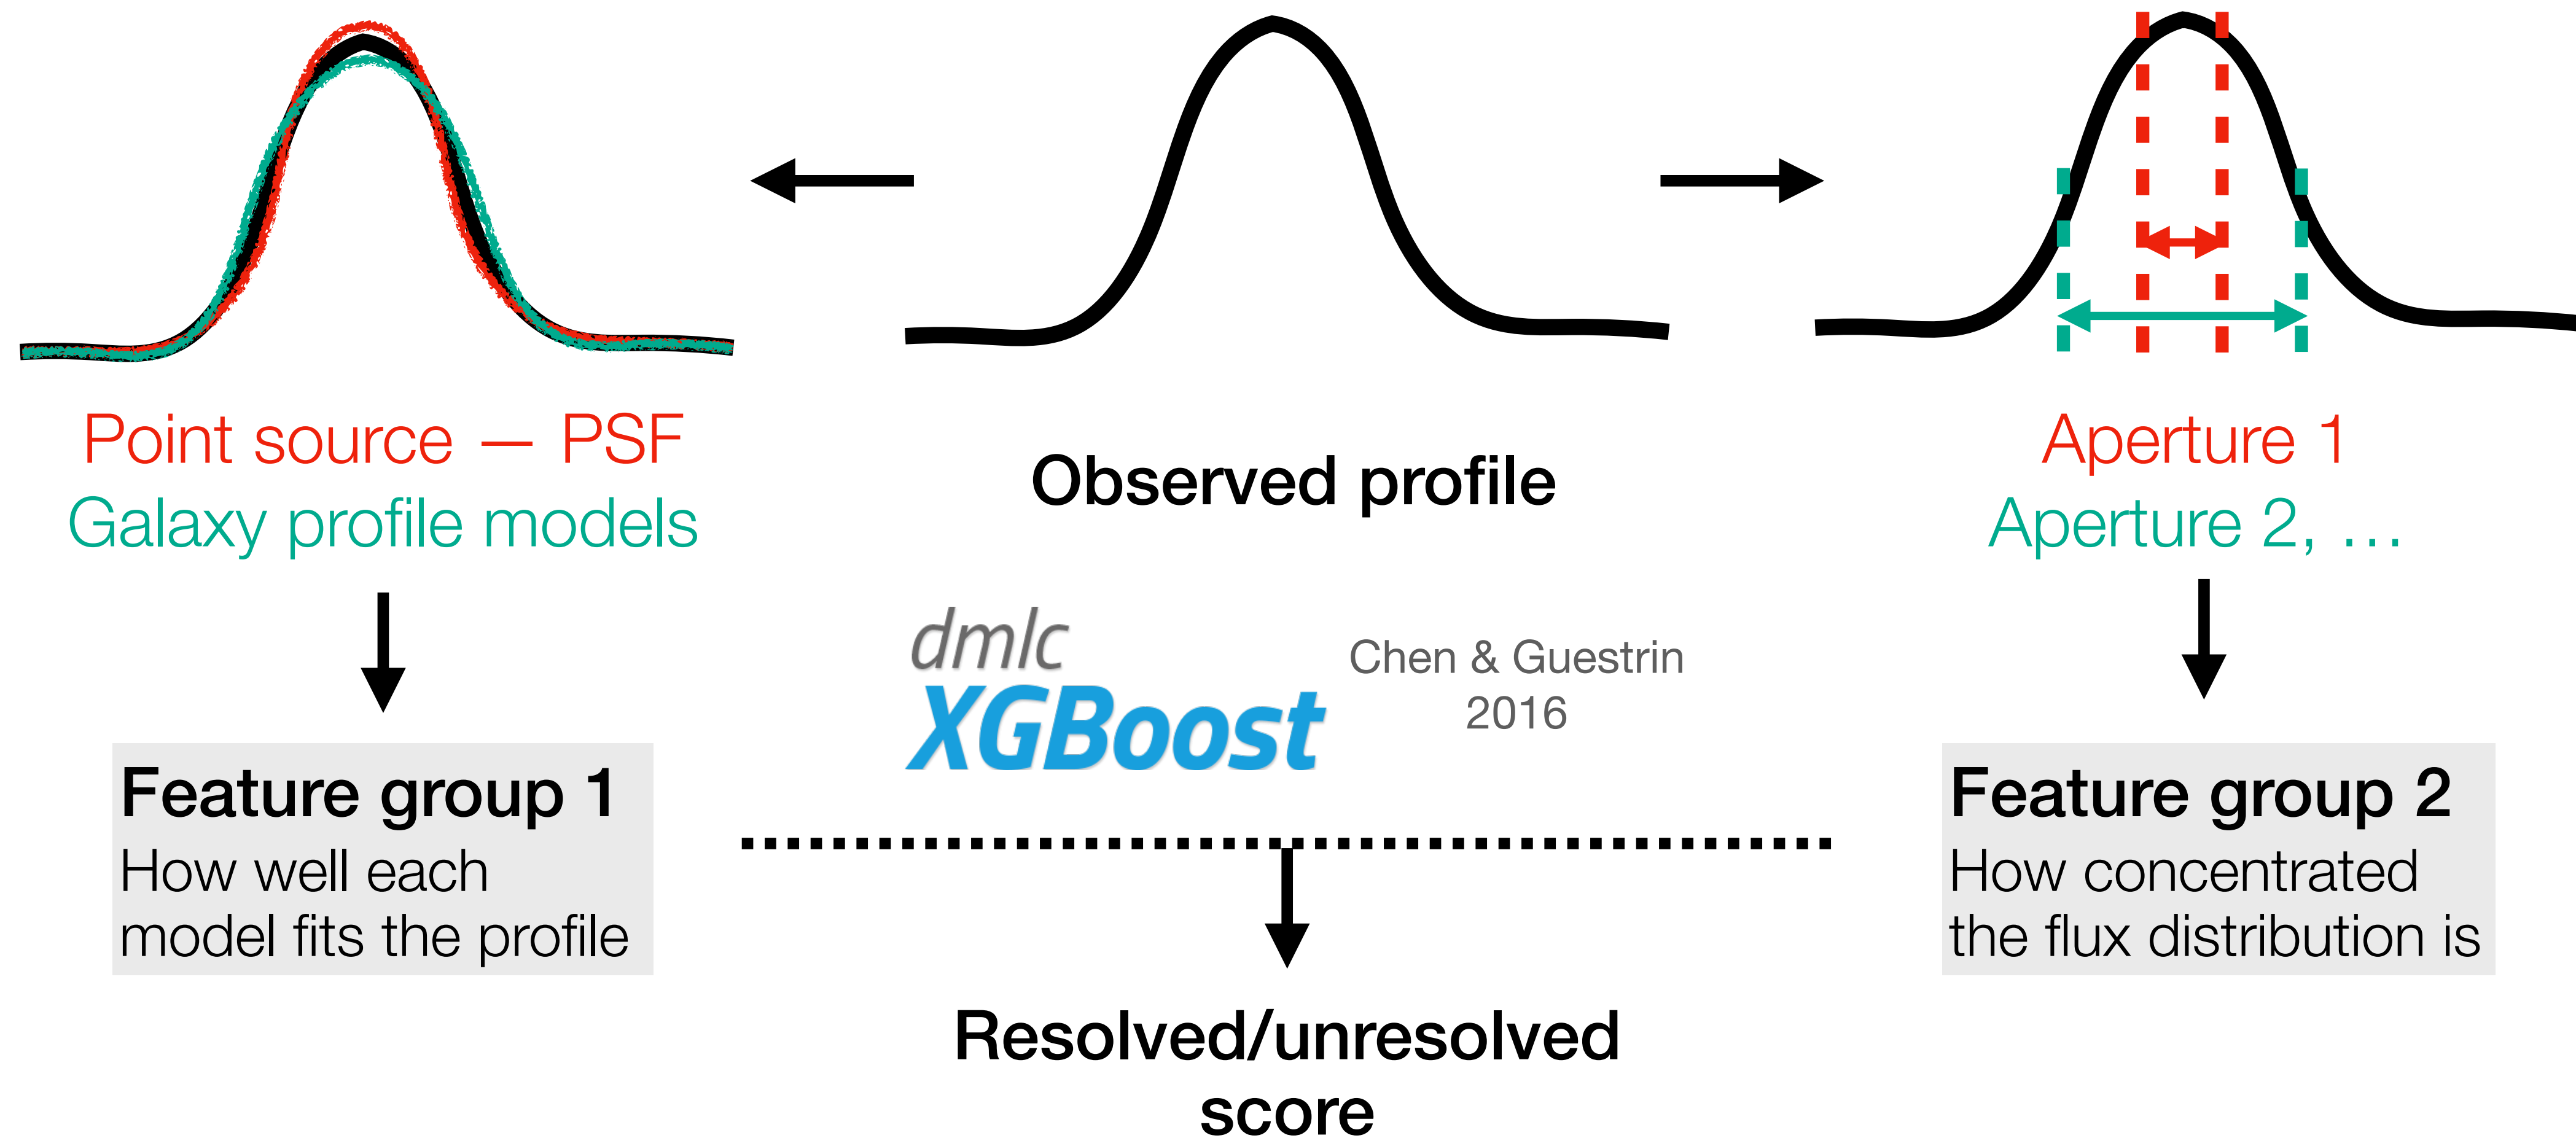 Point source — PSF
Galaxy profile models
Observed profile
Aperture 1
Aperture 2, …
dmlc
XGBoost
Chen & Guestrin
2016
Feature group 1
How well each
model fits the profile
Feature group 2
How concentrated
the flux distribution is
Resolved/unresolved
score